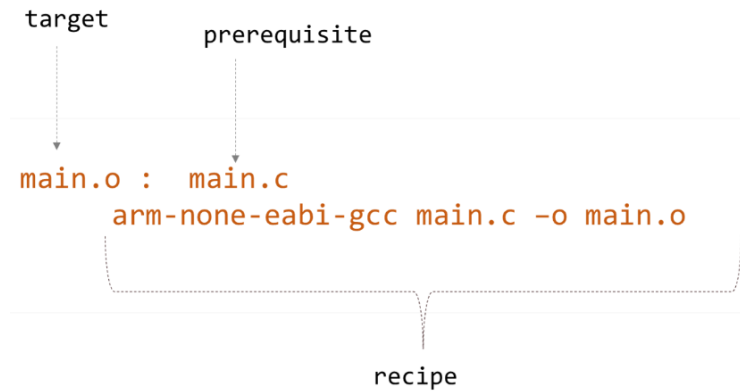 target
prerequisite
main.o : main.c
arm-none-eabi-gcc main.c –o main.o
recipe